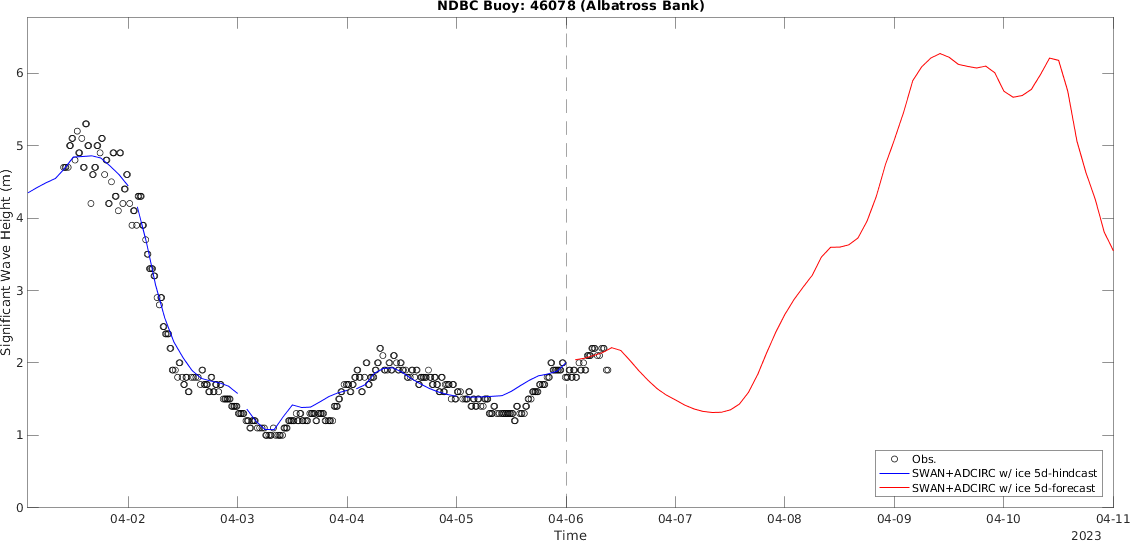 NDBC Buoy: 46078 (Albatross Bank)
Significant Wave Height (m)
6
5
4
3
2
1
0
Obs.
SWAN+ADCIRC w/ ice 5d-hindcast
SWAN+ADCIRC w/ ice 5d-forecast
04-02 04-03 04-04 04-05 04-06 04-07 04-08 04-09 04-10 04-11
Time
2023